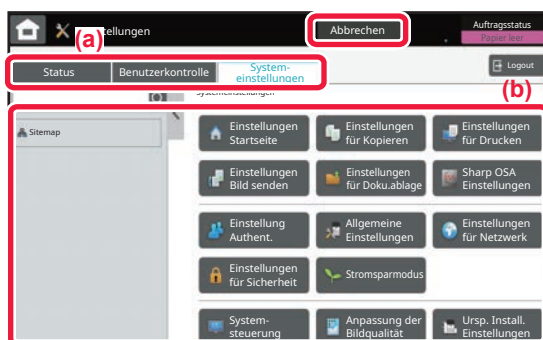 Einstellungen
(a)
Abbrechen
Auftragsstatus
Papier leer
Status
Benutzerkontrolle
System-
einstellungen
Logout
(b)
Systemeinstellungen
Sitemap
Einstellungen
Startseite
Einstellungen
für Kopieren
Einstellungen
für Drucken
Einstellungen
Bild senden
Einstellungen
für Doku.ablage
Sharp OSA
Einstellungen
Einstellung
Authent.
Allgemeine
Einstellungen
Einstellungen
für Netzwerk
Einstellungen
für Sicherheit
Stromsparmodus
System-
steuerung
Anpassung der
Bildqualität
Ursp. Install.
Einstellungen